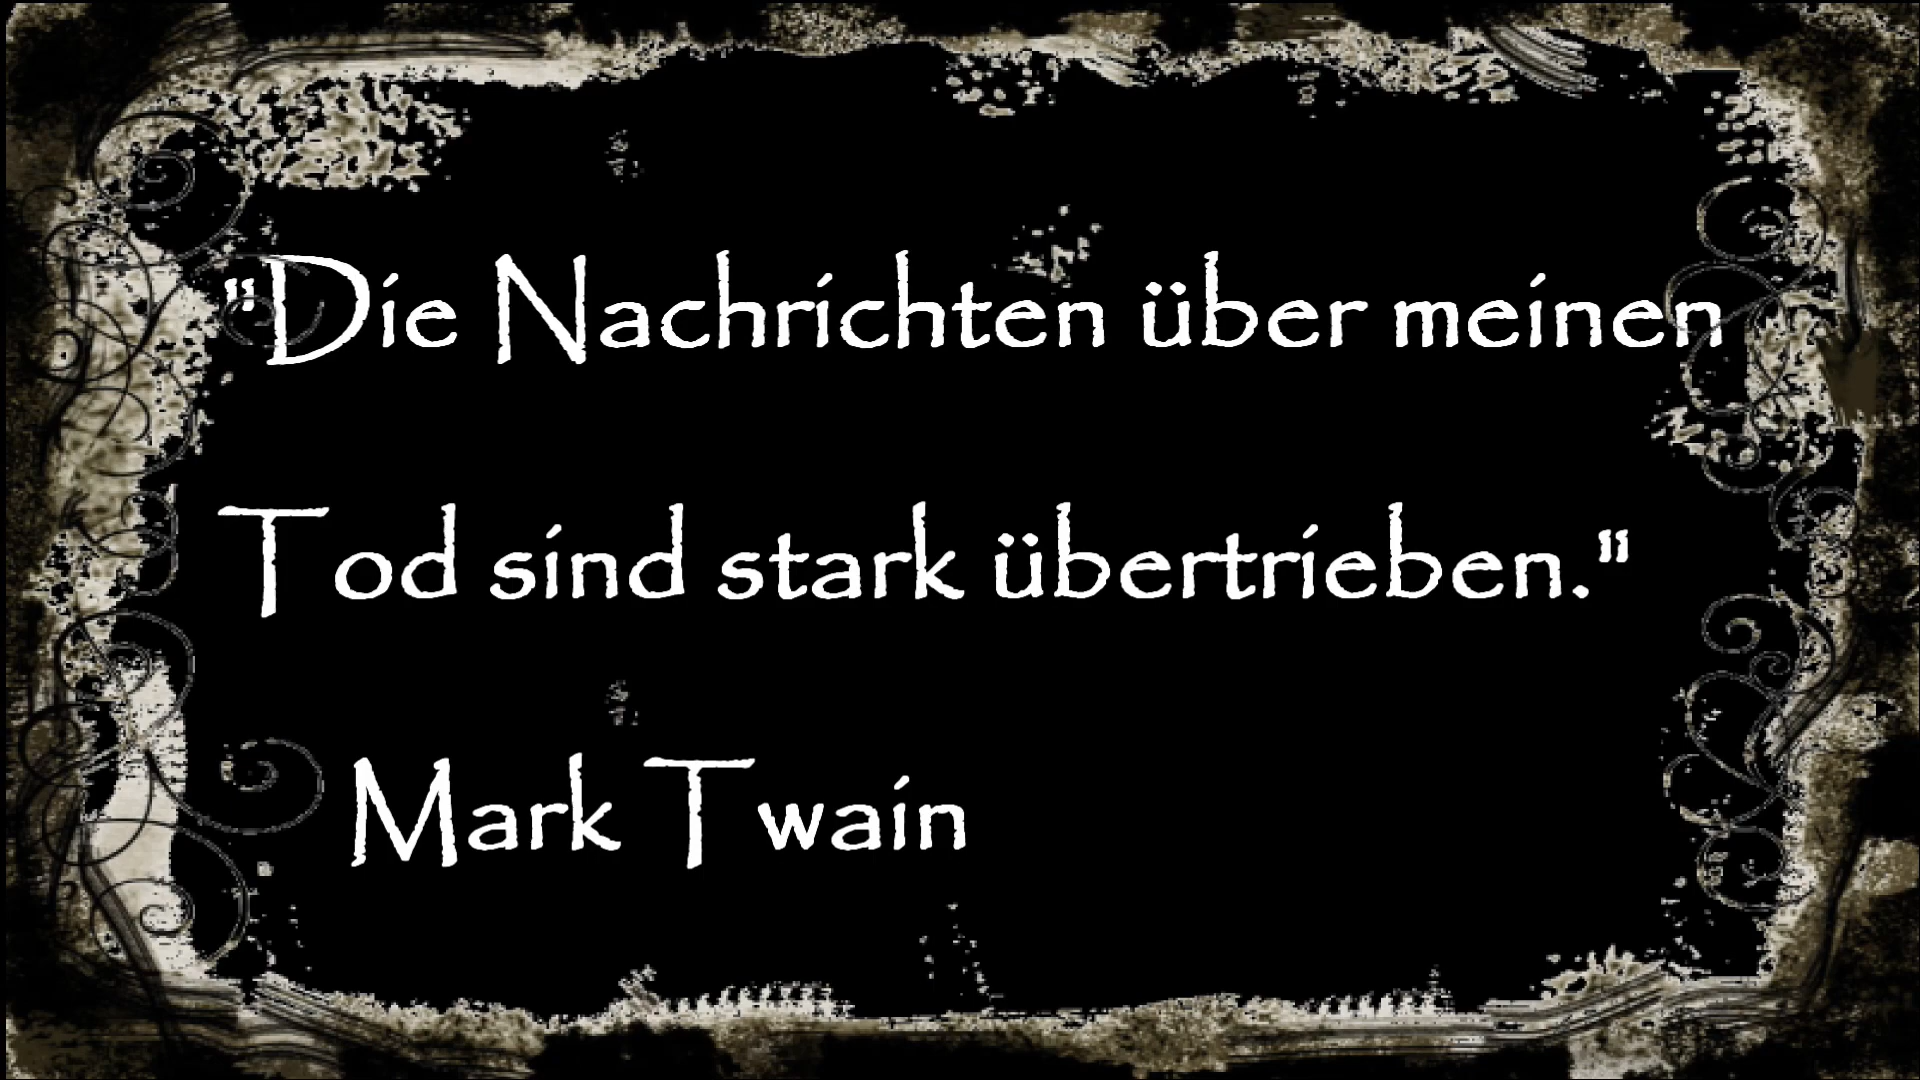 "Die Nachrichten über meinen
Tod sind stark übertrieben."
Mark Twain